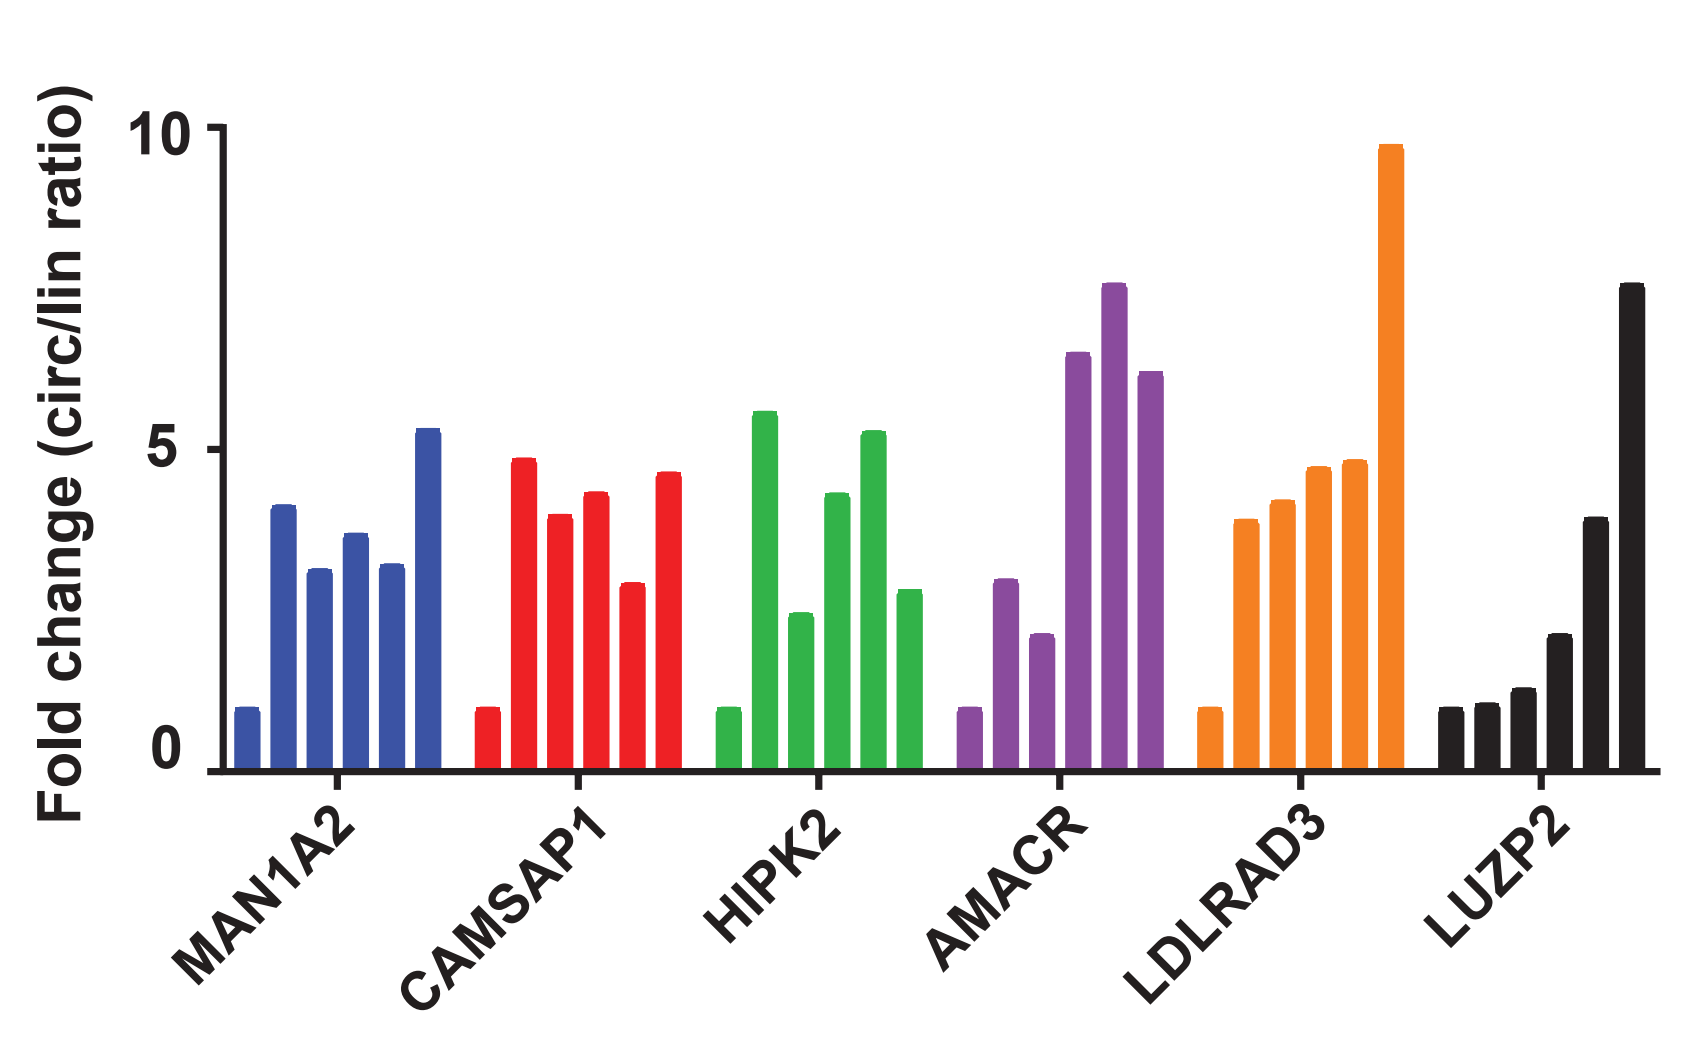 Fold change (circ/lin ratio)
10
5
0
MAN1A2
CAMSAP1
HIPK2
AMACR
LDLRAD3
LUZP2